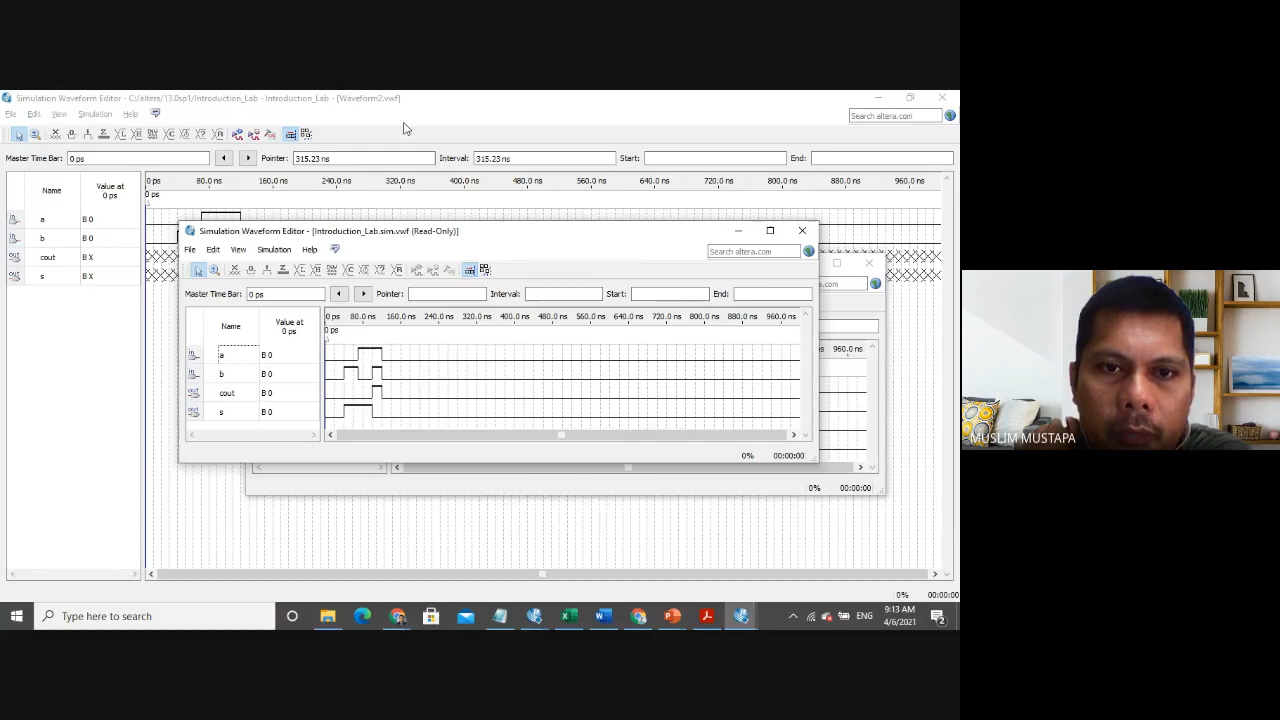 Simulation Waveform Editor - C:/altera/13.0sp1/Introduction_Lab - Introduction_Lab - [Waveform2.vwf]
File Edit View Simulation Help
Search altera.com
Master Time Bar: 0 ps Pointer: 315.23 ns Interval: 315.23 ns Start: End:
Name Value at 0 ps
0 ps 80.0 ns 160.0 ns 240.0 ns 320.0 ns 400.0 ns 480.0 ns 560.0 ns 640.0 ns 720.0 ns 800.0 ns 880.0 ns 960.0 ns
0 ps
a B 0
b B 0
cout B X
s B X
Simulation Waveform Editor - [Introduction_Lab.sim.vwf (Read-Only)]
File Edit View Simulation Help
Search altera.com
Master Time Bar: 0 ps Pointer: Interval: Start: End:
Name Value at 0 ps
0 ps 80.0 ns 160.0 ns 240.0 ns 320.0 ns 400.0 ns 480.0 ns 560.0 ns 640.0 ns 720.0 ns 800.0 ns 880.0 ns 960.0 ns
0 ps
a B 0
b B 0
cout B 0
s B 0
0% 00:00:00
960.0 ns
0% 00:00:00
0% 00:00:00
Type here to search
ENG
9:13 AM
4/6/2021
2
MUSLIM MUSTAPA